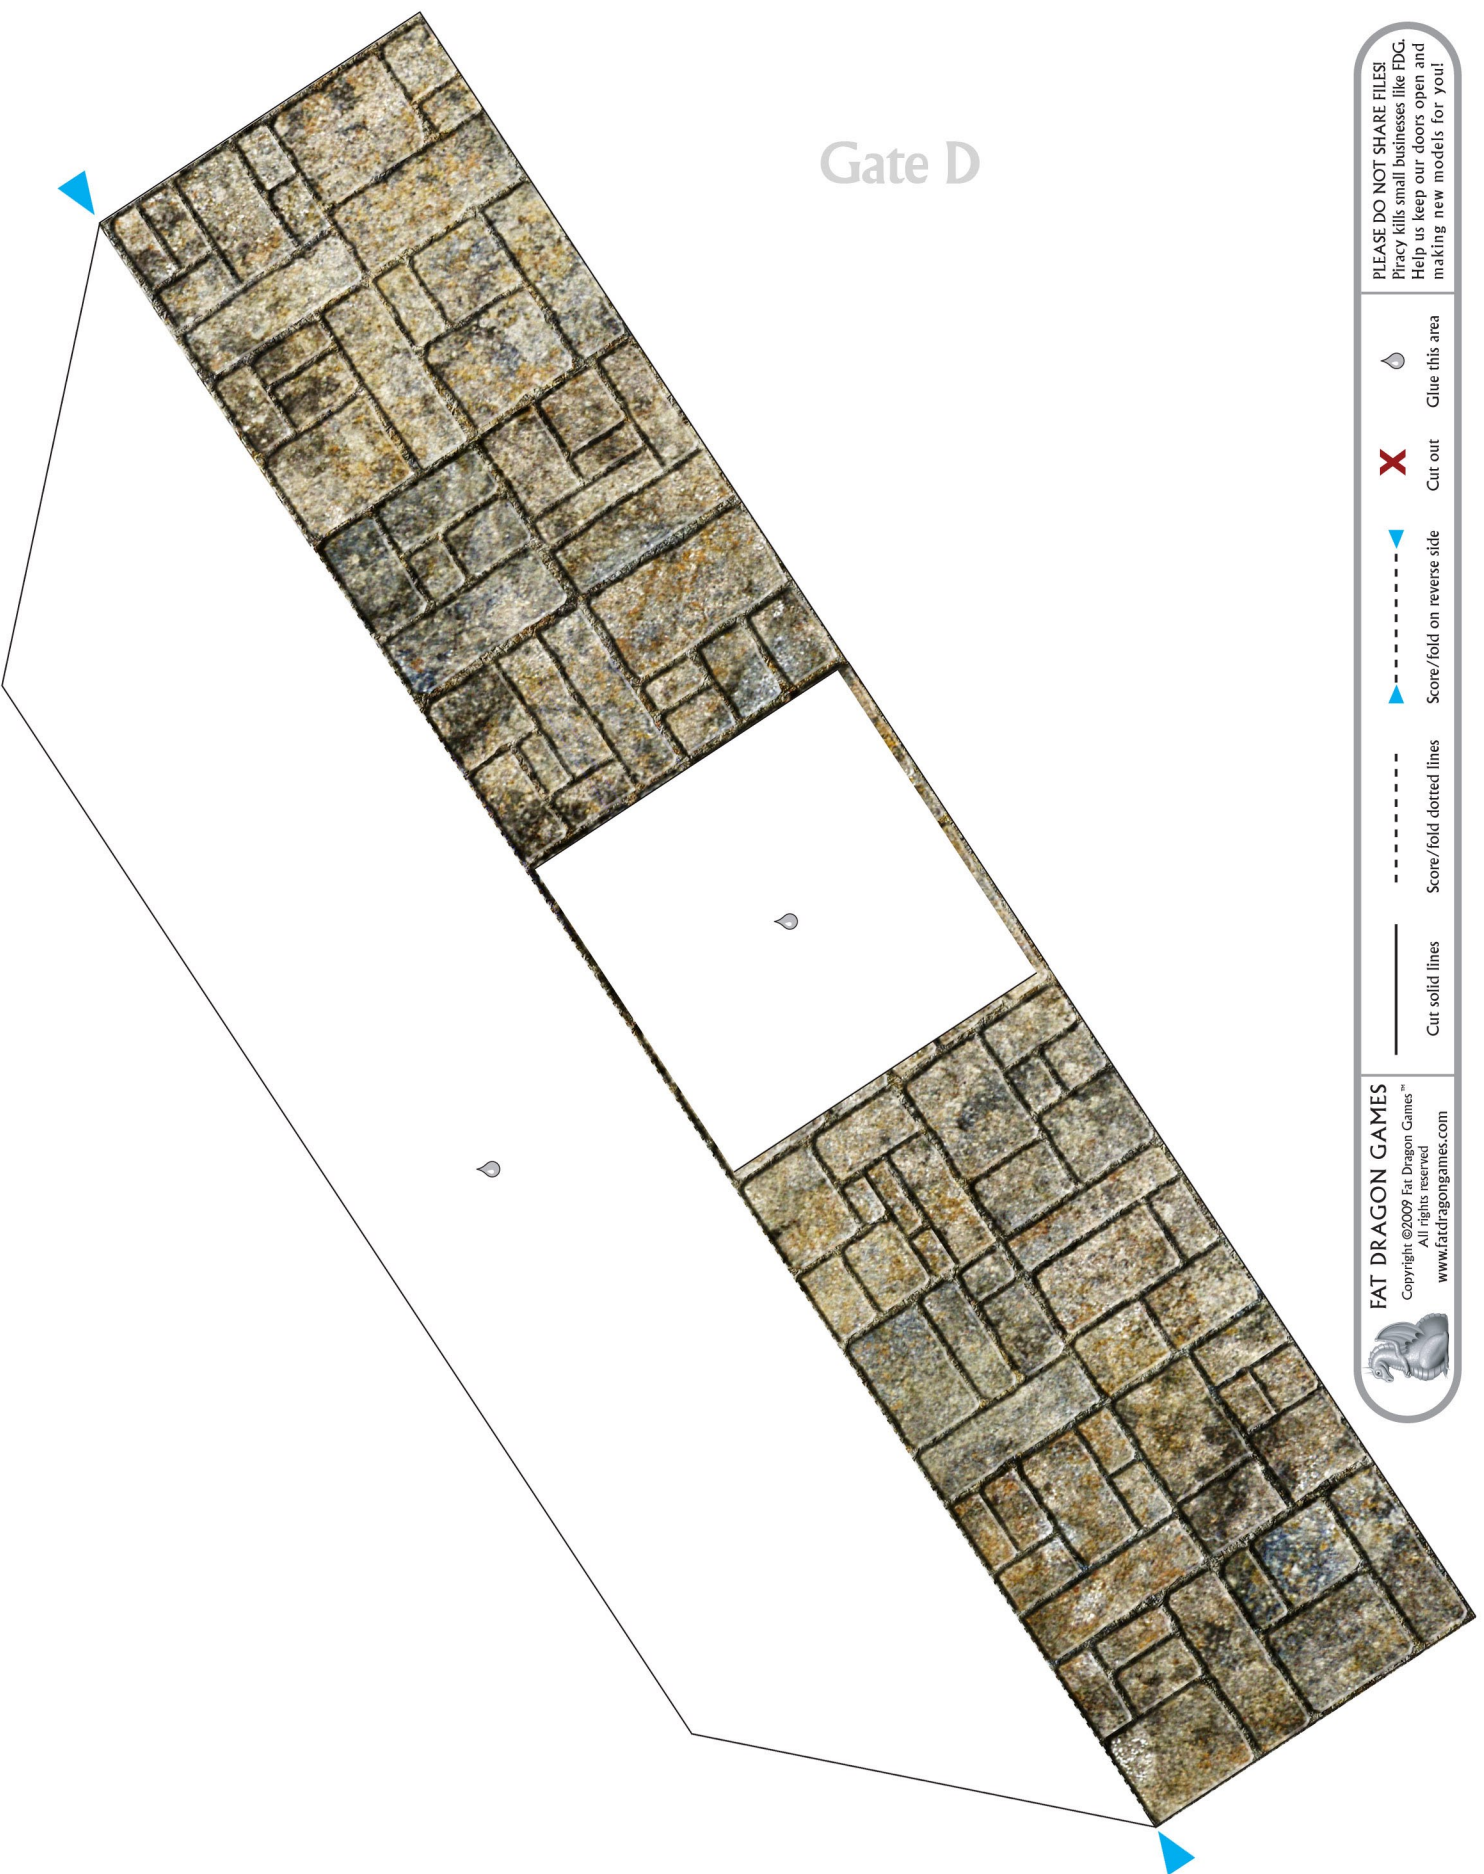 Gate D
FAT DRAGON GAMES
Copyright ©2009 Fat Dragon Games™
All rights reserved
www.fatdragongames.com
Cut solid lines
Score/fold dotted lines
Score/fold on reverse side
X
Cut out
Glue this area
PLEASE DO NOT SHARE FILES!
Piracy kills small businesses like FDG.
Help us keep our doors open and
making new models for you!